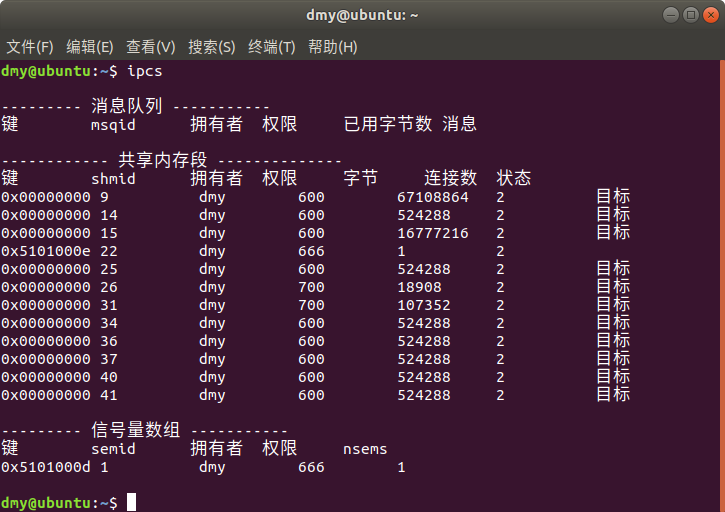 dmy@ubuntu: ~
文件(F) 编辑(E) 查看(V) 搜索(S) 终端(T) 帮助(H)
dmy@ubuntu:~$ ipcs
--------- 消息队列 -----------
键 msqid 拥有者 权限 已用字节数 消息
------------ 共享内存段 --------------
键 shmid 拥有者 权限 字节 连接数 状态
0x00000000 9 dmy 600 67108864 2 目标
0x00000000 14 dmy 600 524288 2 目标
0x00000000 15 dmy 600 16777216 2 目标
0x5101000e 22 dmy 666 1 2
0x00000000 25 dmy 600 524288 2 目标
0x00000000 26 dmy 700 18908 2 目标
0x00000000 31 dmy 700 107352 2 目标
0x00000000 34 dmy 600 524288 2 目标
0x00000000 36 dmy 600 524288 2 目标
0x00000000 37 dmy 600 524288 2 目标
0x00000000 40 dmy 600 524288 2 目标
0x00000000 41 dmy 600 524288 2 目标
--------- 信号量数组 -----------
键 semid 拥有者 权限 nsems
0x5101000d 1 dmy 666 1
dmy@ubuntu:~$